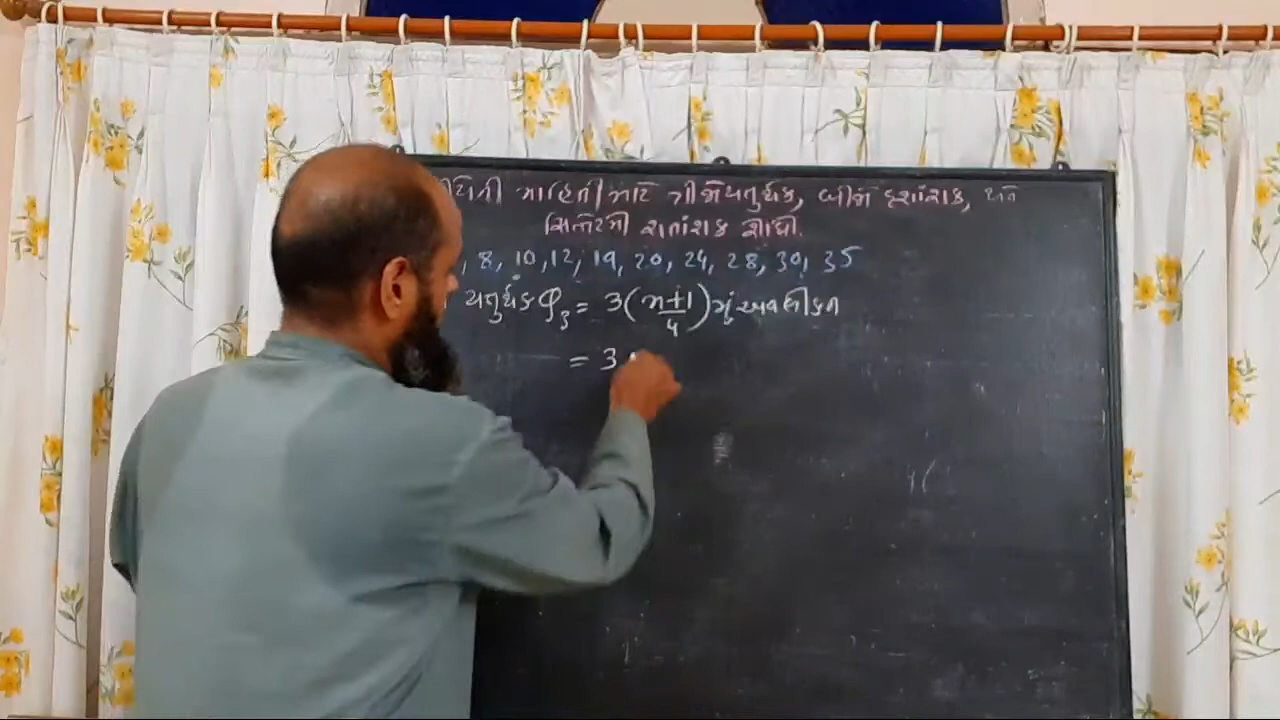 માહિતી માટે ત્રીજો ચતુર્થક, બીજો દશાંશક, અને
સિત્તેરમો શતાંશક શોધો.
, 8, 10, 12, 19, 20, 24, 28, 30, 35
ચતુર્થક Q₃ = 3(n+1/4) મું અવલોકન
= 3